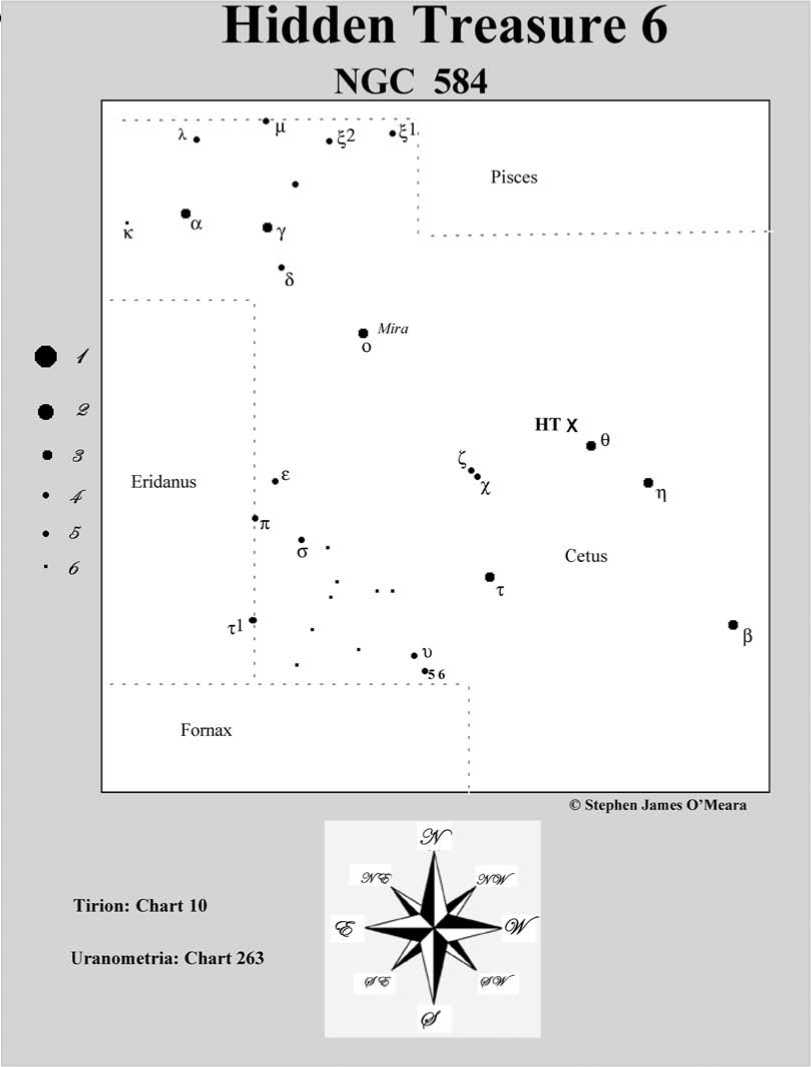 Hidden Treasure 6
NGC 584
λ
μ
ξ2
ξ1
Pisces
κ
α
γ
δ
Mira
ο
1
2
3
4
5
6
HT X
θ
ζ
χ
η
Eridanus
ε
π
σ
Cetus
τ
τ1
β
υ
56
Fornax
© Stephen James O’Meara
N
NE
NW
Tirion: Chart 10
E
W
Uranometria: Chart 263
SE
SW
S